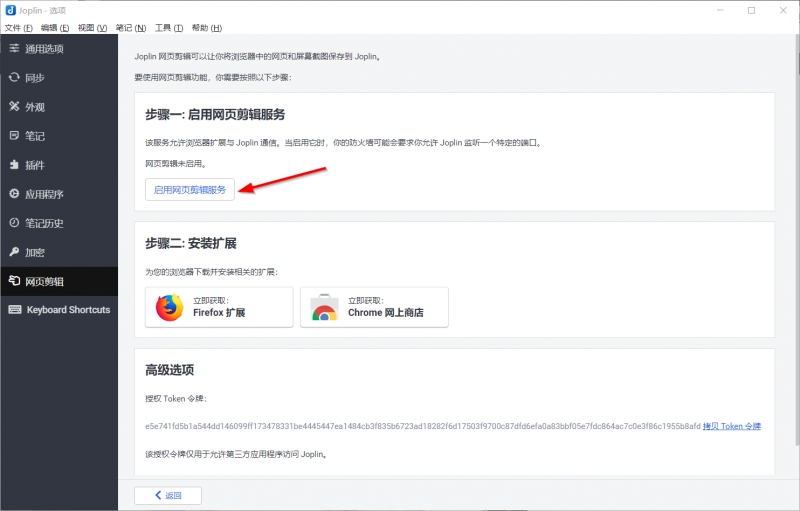 Joplin - 选项
文件 (F) 编辑 (E) 视图 (V) 笔记 (N) 工具 (T) 帮助 (H)
通用选项
同步
外观
笔记
插件
应用程序
笔记历史
加密
网页剪辑
Keyboard Shortcuts
Joplin 网页剪辑可以让你将浏览器中的网页和屏幕截图保存到 Joplin。
要使用网页剪辑功能，你需要按照以下步骤：
步骤一: 启用网页剪辑服务
该服务允许浏览器扩展与 Joplin 通信。当启用它时，你的防火墙可能会要求你允许 Joplin 监听一个特定的端口。
网页剪辑未启用。
启用网页剪辑服务
步骤二: 安装扩展
为您的浏览器下载并安装相关的扩展：
立即获取：
Firefox 扩展
立即获取：
Chrome 网上商店
高级选项
授权 Token 令牌：
e5e741fd5b1a544dd146099ff173478331be4445447ea1484cb3f835b6723ad18282f6d17503f9700c87dfd6efa0a83bbf05e7fdc864ac7c0e3f86c1955b8afd 拷贝 Token 令牌
该授权令牌仅用于允许第三方应用程序访问 Joplin。
返回